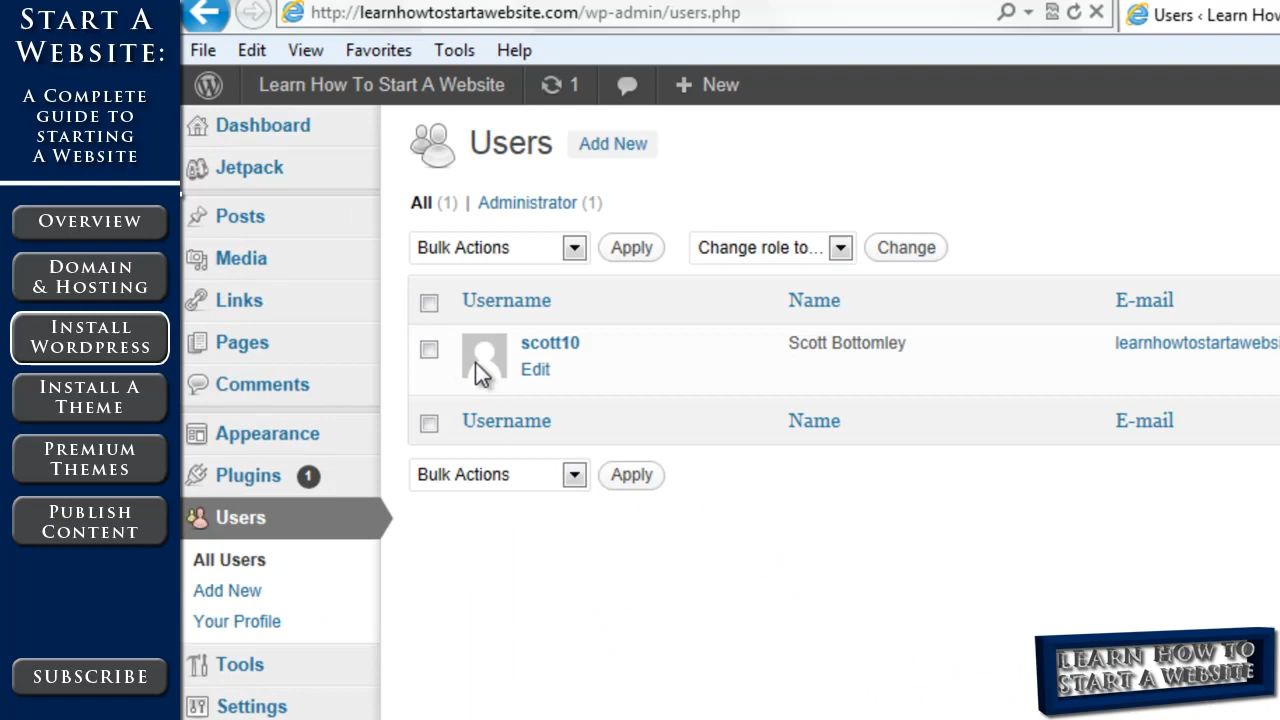 START A
WEBSITE:
A COMPLETE
GUIDE TO
STARTING
A WEBSITE
OVERVIEW
DOMAIN
& HOSTING
INSTALL
WORDPRESS
INSTALL A
THEME
PREMIUM
THEMES
PUBLISH
CONTENT
SUBSCRIBE
http://learnhowtostartawebsite.com/wp-admin/users.php
Users ‹ Learn How
File Edit View Favorites Tools Help
Learn How To Start A Website 1 + New
Dashboard
Jetpack
Posts
Media
Links
Pages
Comments
Appearance
Plugins 1
Users
All Users
Add New
Your Profile
Tools
Settings
Users Add New
All (1) | Administrator (1)
Bulk Actions Apply Change role to... Change
Username Name E-mail
scott10 Scott Bottomley learnhowtostartawebsi
Edit
Username Name E-mail
Bulk Actions Apply
LEARN HOW TO
START A WEBSITE